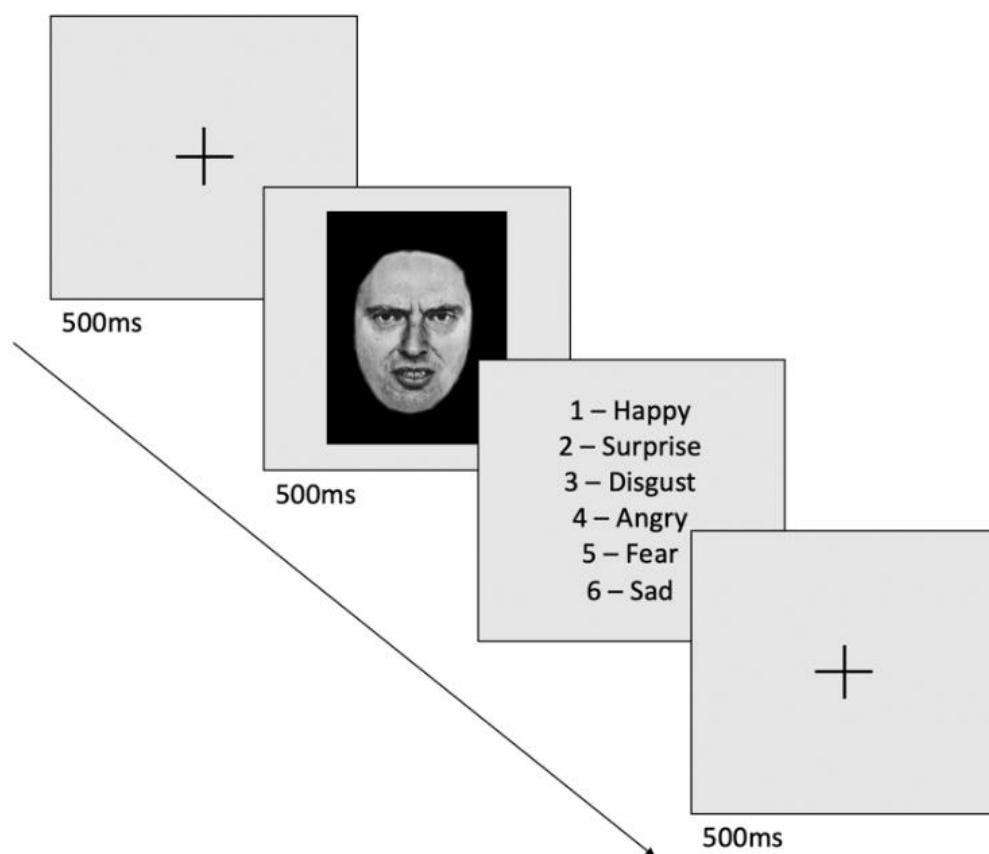 500ms
500ms
1 – Happy
2 – Surprise
3 – Disgust
4 – Angry
5 – Fear
6 – Sad
500ms